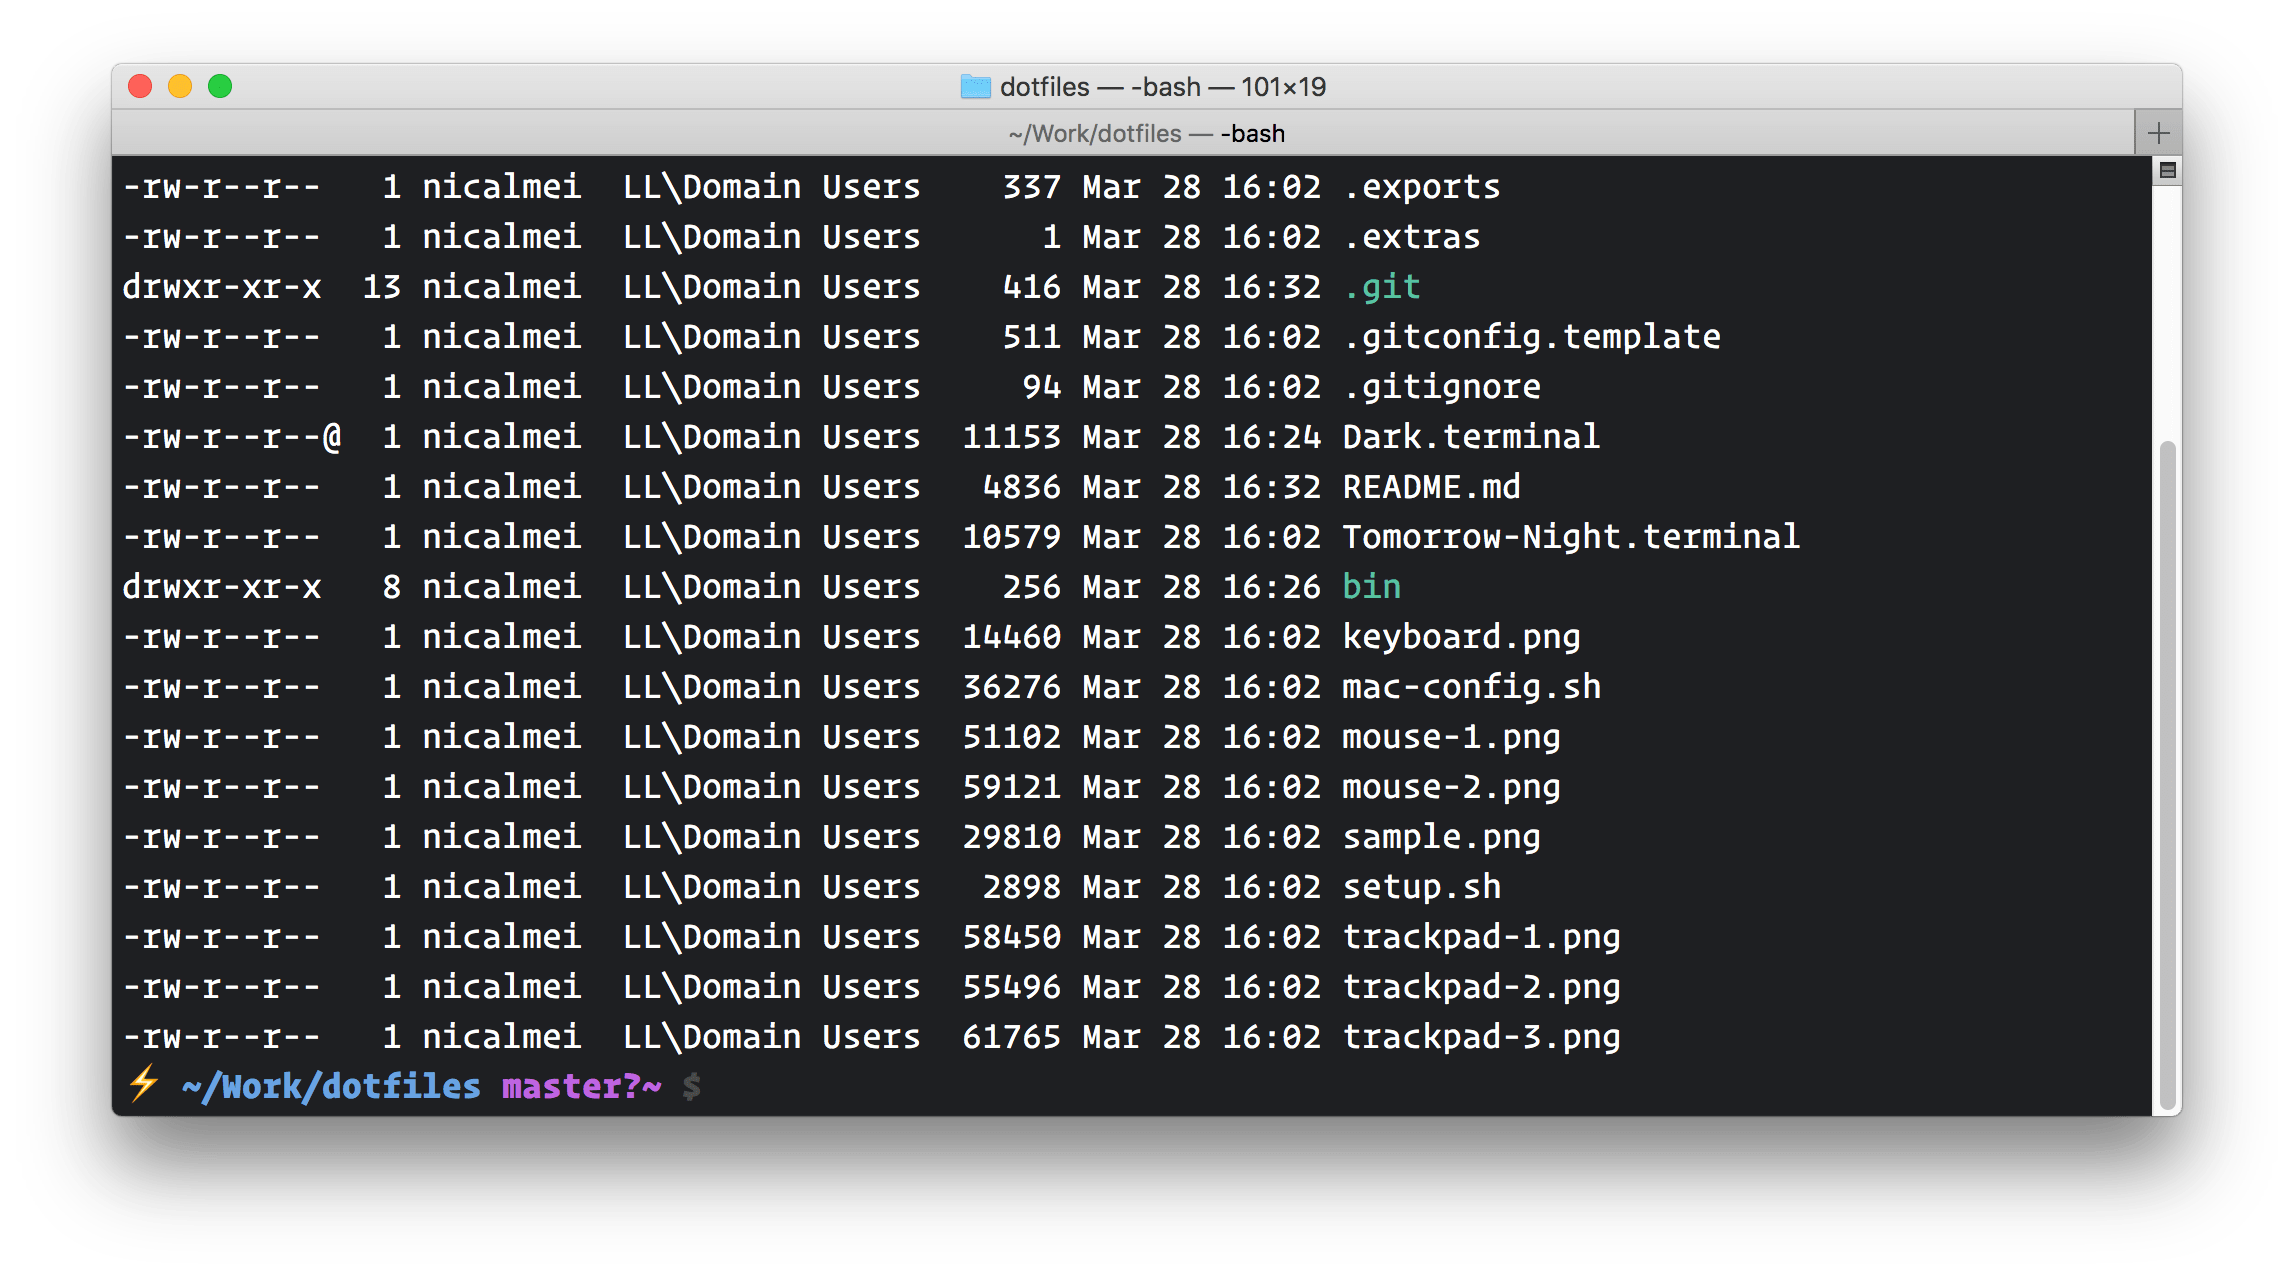 dotfiles — -bash — 101×19
~/Work/dotfiles — -bash
-rw-r--r--   1 nicalmei  LL\Domain Users    337 Mar 28 16:02 .exports
-rw-r--r--   1 nicalmei  LL\Domain Users      1 Mar 28 16:02 .extras
drwxr-xr-x  13 nicalmei  LL\Domain Users    416 Mar 28 16:32 .git
-rw-r--r--   1 nicalmei  LL\Domain Users    511 Mar 28 16:02 .gitconfig.template
-rw-r--r--   1 nicalmei  LL\Domain Users     94 Mar 28 16:02 .gitignore
-rw-r--r--@  1 nicalmei  LL\Domain Users  11153 Mar 28 16:24 Dark.terminal
-rw-r--r--   1 nicalmei  LL\Domain Users   4836 Mar 28 16:32 README.md
-rw-r--r--   1 nicalmei  LL\Domain Users  10579 Mar 28 16:02 Tomorrow-Night.terminal
drwxr-xr-x   8 nicalmei  LL\Domain Users    256 Mar 28 16:26 bin
-rw-r--r--   1 nicalmei  LL\Domain Users  14460 Mar 28 16:02 keyboard.png
-rw-r--r--   1 nicalmei  LL\Domain Users  36276 Mar 28 16:02 mac-config.sh
-rw-r--r--   1 nicalmei  LL\Domain Users  51102 Mar 28 16:02 mouse-1.png
-rw-r--r--   1 nicalmei  LL\Domain Users  59121 Mar 28 16:02 mouse-2.png
-rw-r--r--   1 nicalmei  LL\Domain Users  29810 Mar 28 16:02 sample.png
-rw-r--r--   1 nicalmei  LL\Domain Users   2898 Mar 28 16:02 setup.sh
-rw-r--r--   1 nicalmei  LL\Domain Users  58450 Mar 28 16:02 trackpad-1.png
-rw-r--r--   1 nicalmei  LL\Domain Users  55496 Mar 28 16:02 trackpad-2.png
-rw-r--r--   1 nicalmei  LL\Domain Users  61765 Mar 28 16:02 trackpad-3.png
⚡ ~/Work/dotfiles master?~ $